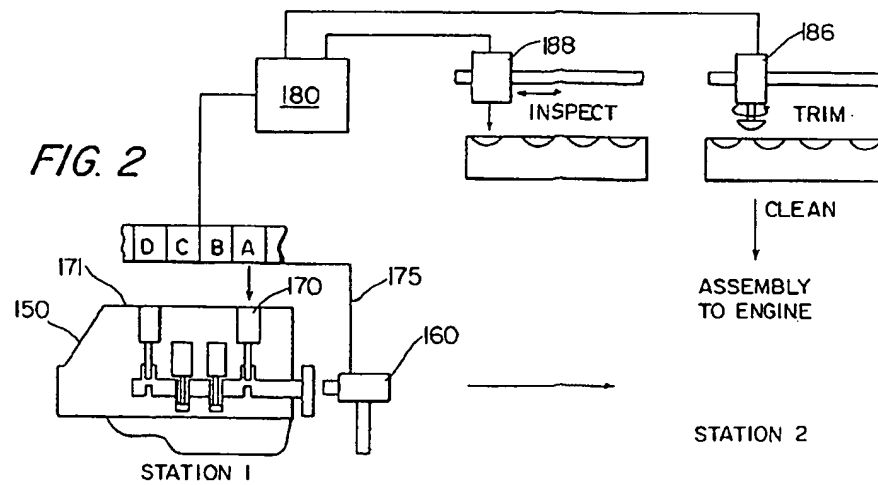 186
188
180
INSPECT
TRIM
FIG. 2
CLEAN
D C B A
171
170
175
ASSEMBLY
TO ENGINE
150
160
STATION 2
STATION 1